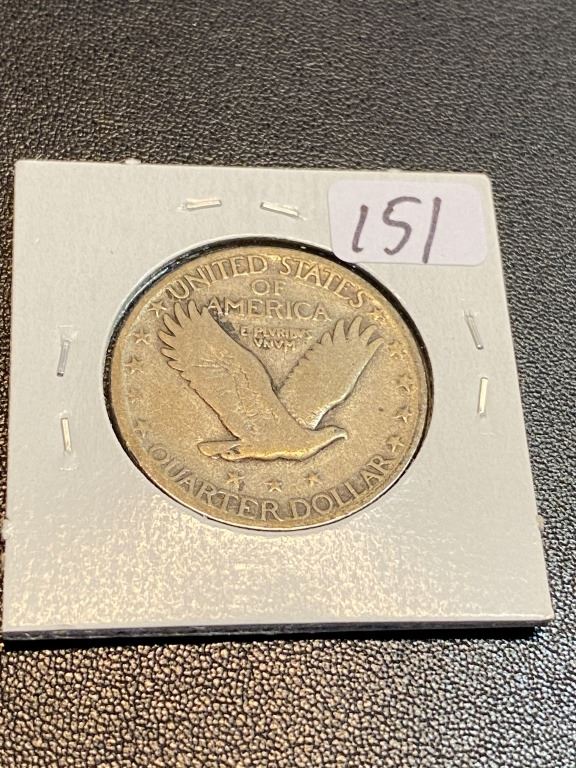 151
UNITED STATES
OF
AMERICA
E PLURIBUS
UNUM
QUARTER DOLLAR